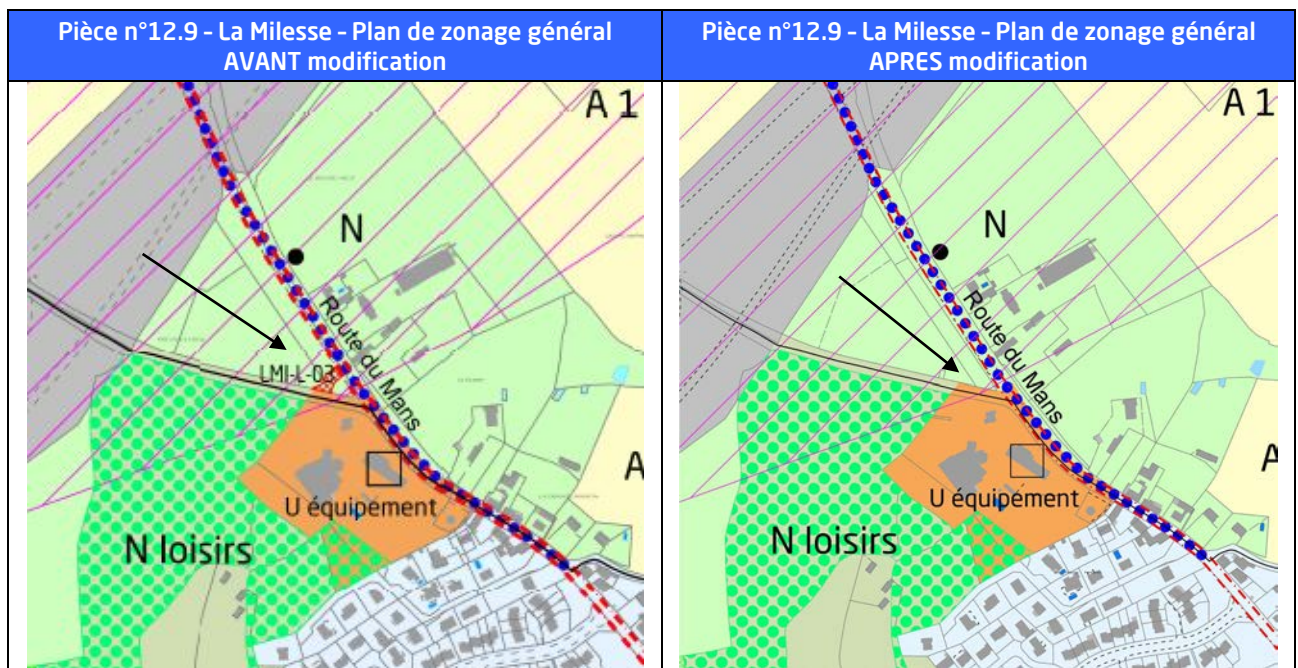 Pièce n°12.9 - La Milesse - Plan de zonage général
AVANT modification
Pièce n°12.9 - La Milesse - Plan de zonage général
APRES modification
A 1
N
Route du Mans
LMI-L-03
A
U équipement
N loisirs
A 1
N
Route du Mans
A
U équipement
N loisirs